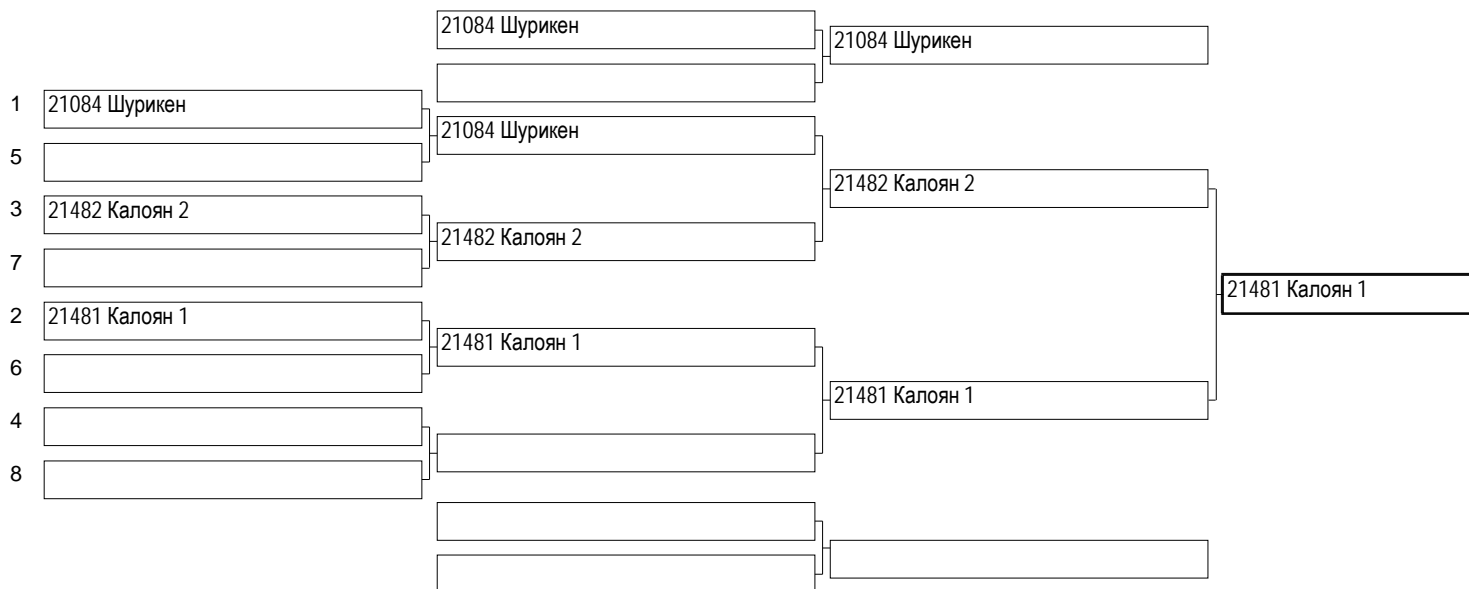 21084 Шурикен
21084 Шурикен
1 21084 Шурикен
21084 Шурикен
5
21482 Калоян 2
3 21482 Калоян 2
21482 Калоян 2
7
21481 Калоян 1
2 21481 Калоян 1
21481 Калоян 1
6
21481 Калоян 1
4
8